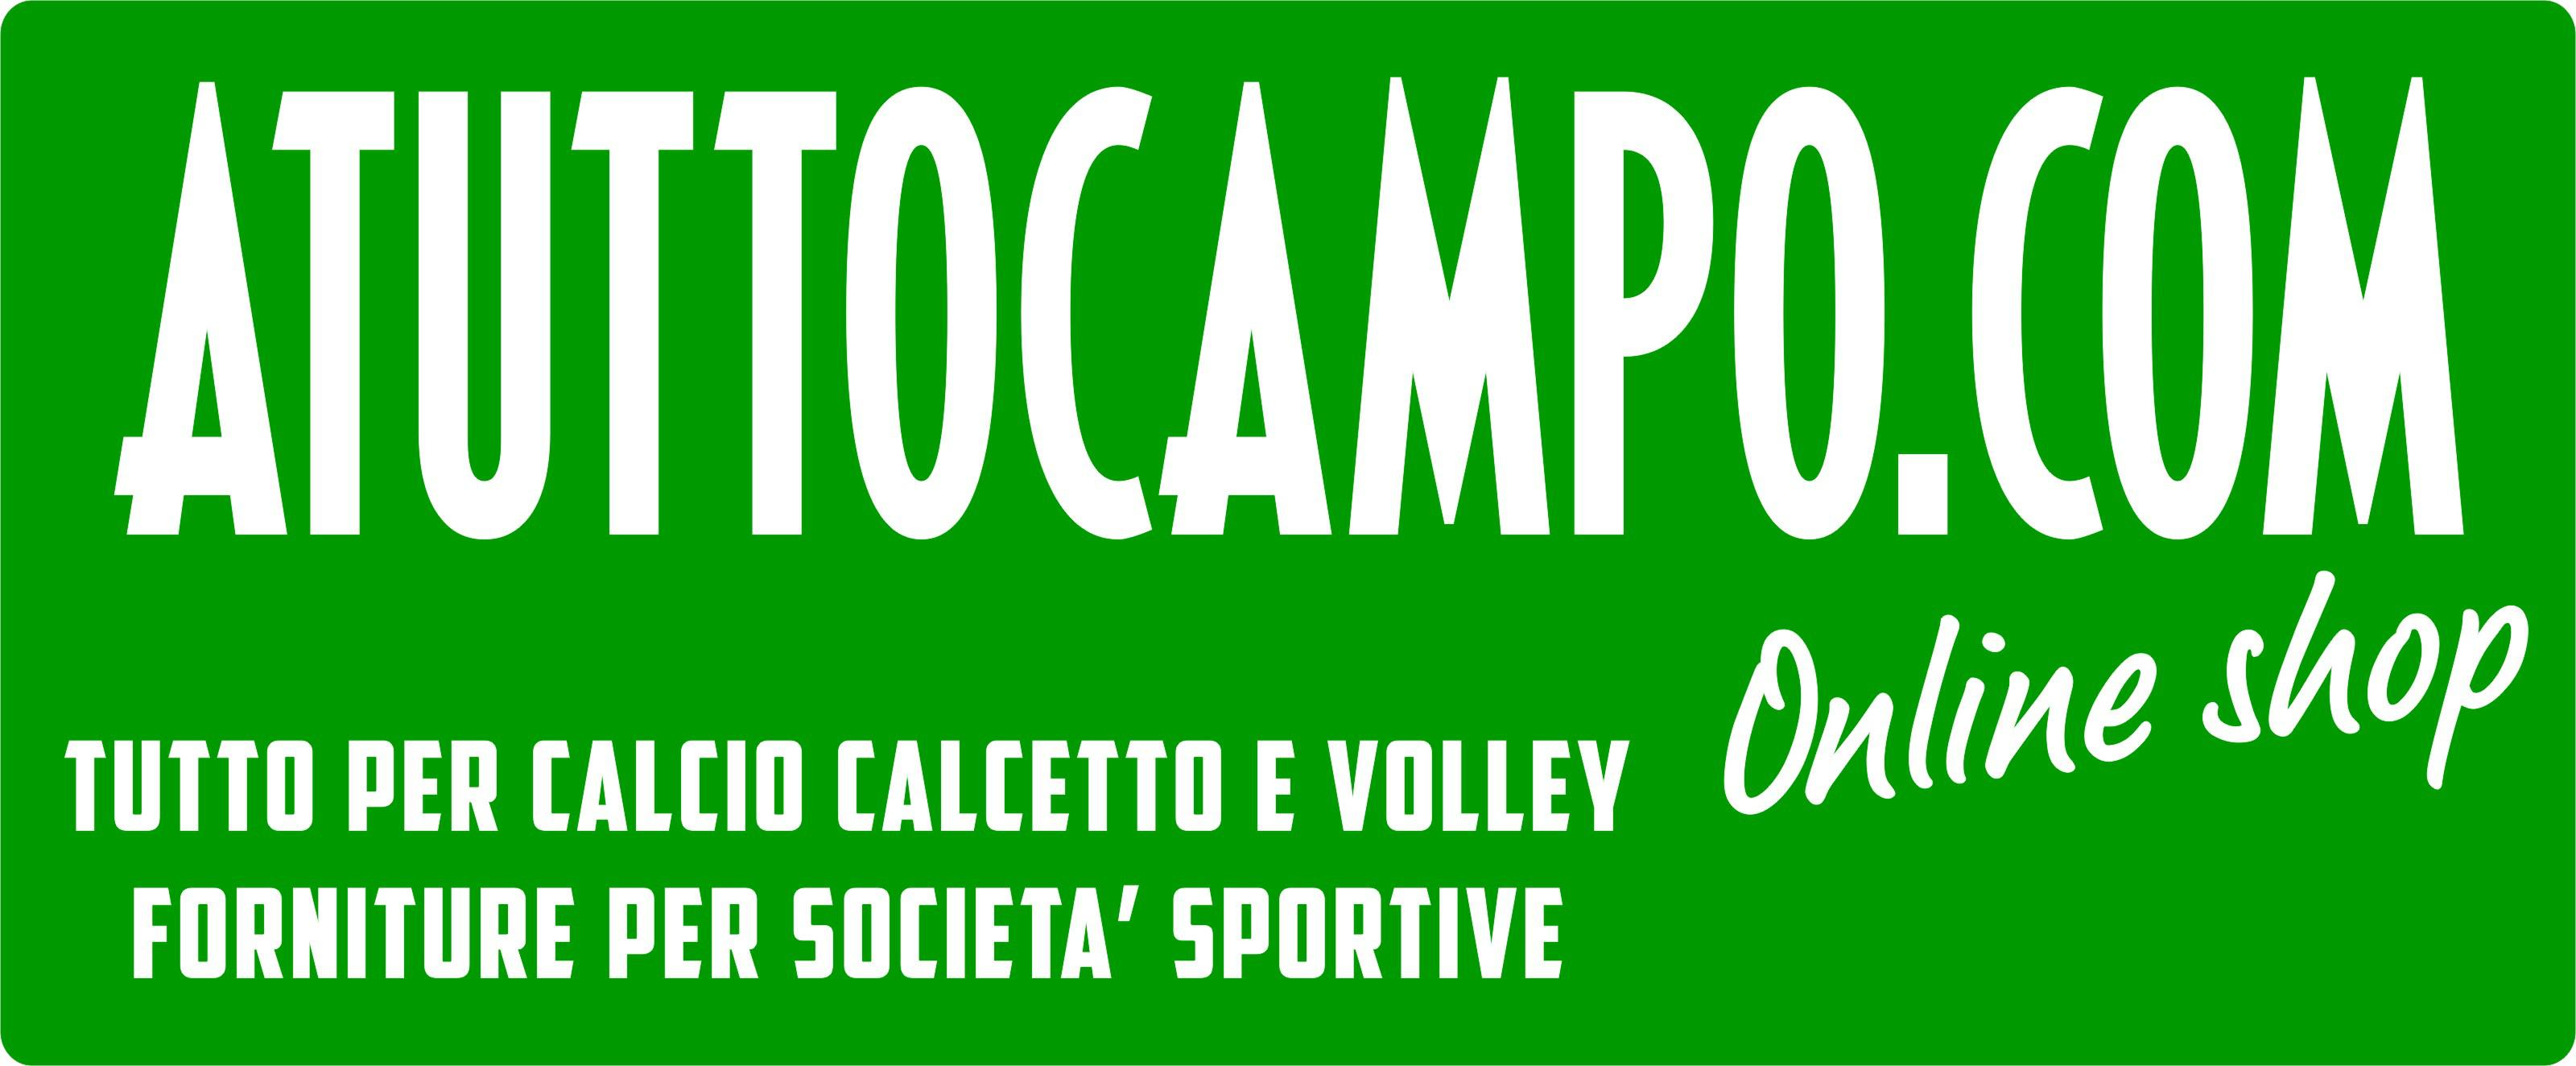 ATUTTOCAMPO.COM
Online shop
TUTTO PER CALCIO CALCETTO E VOLLEY
FORNITURE PER SOCIETA' SPORTIVE